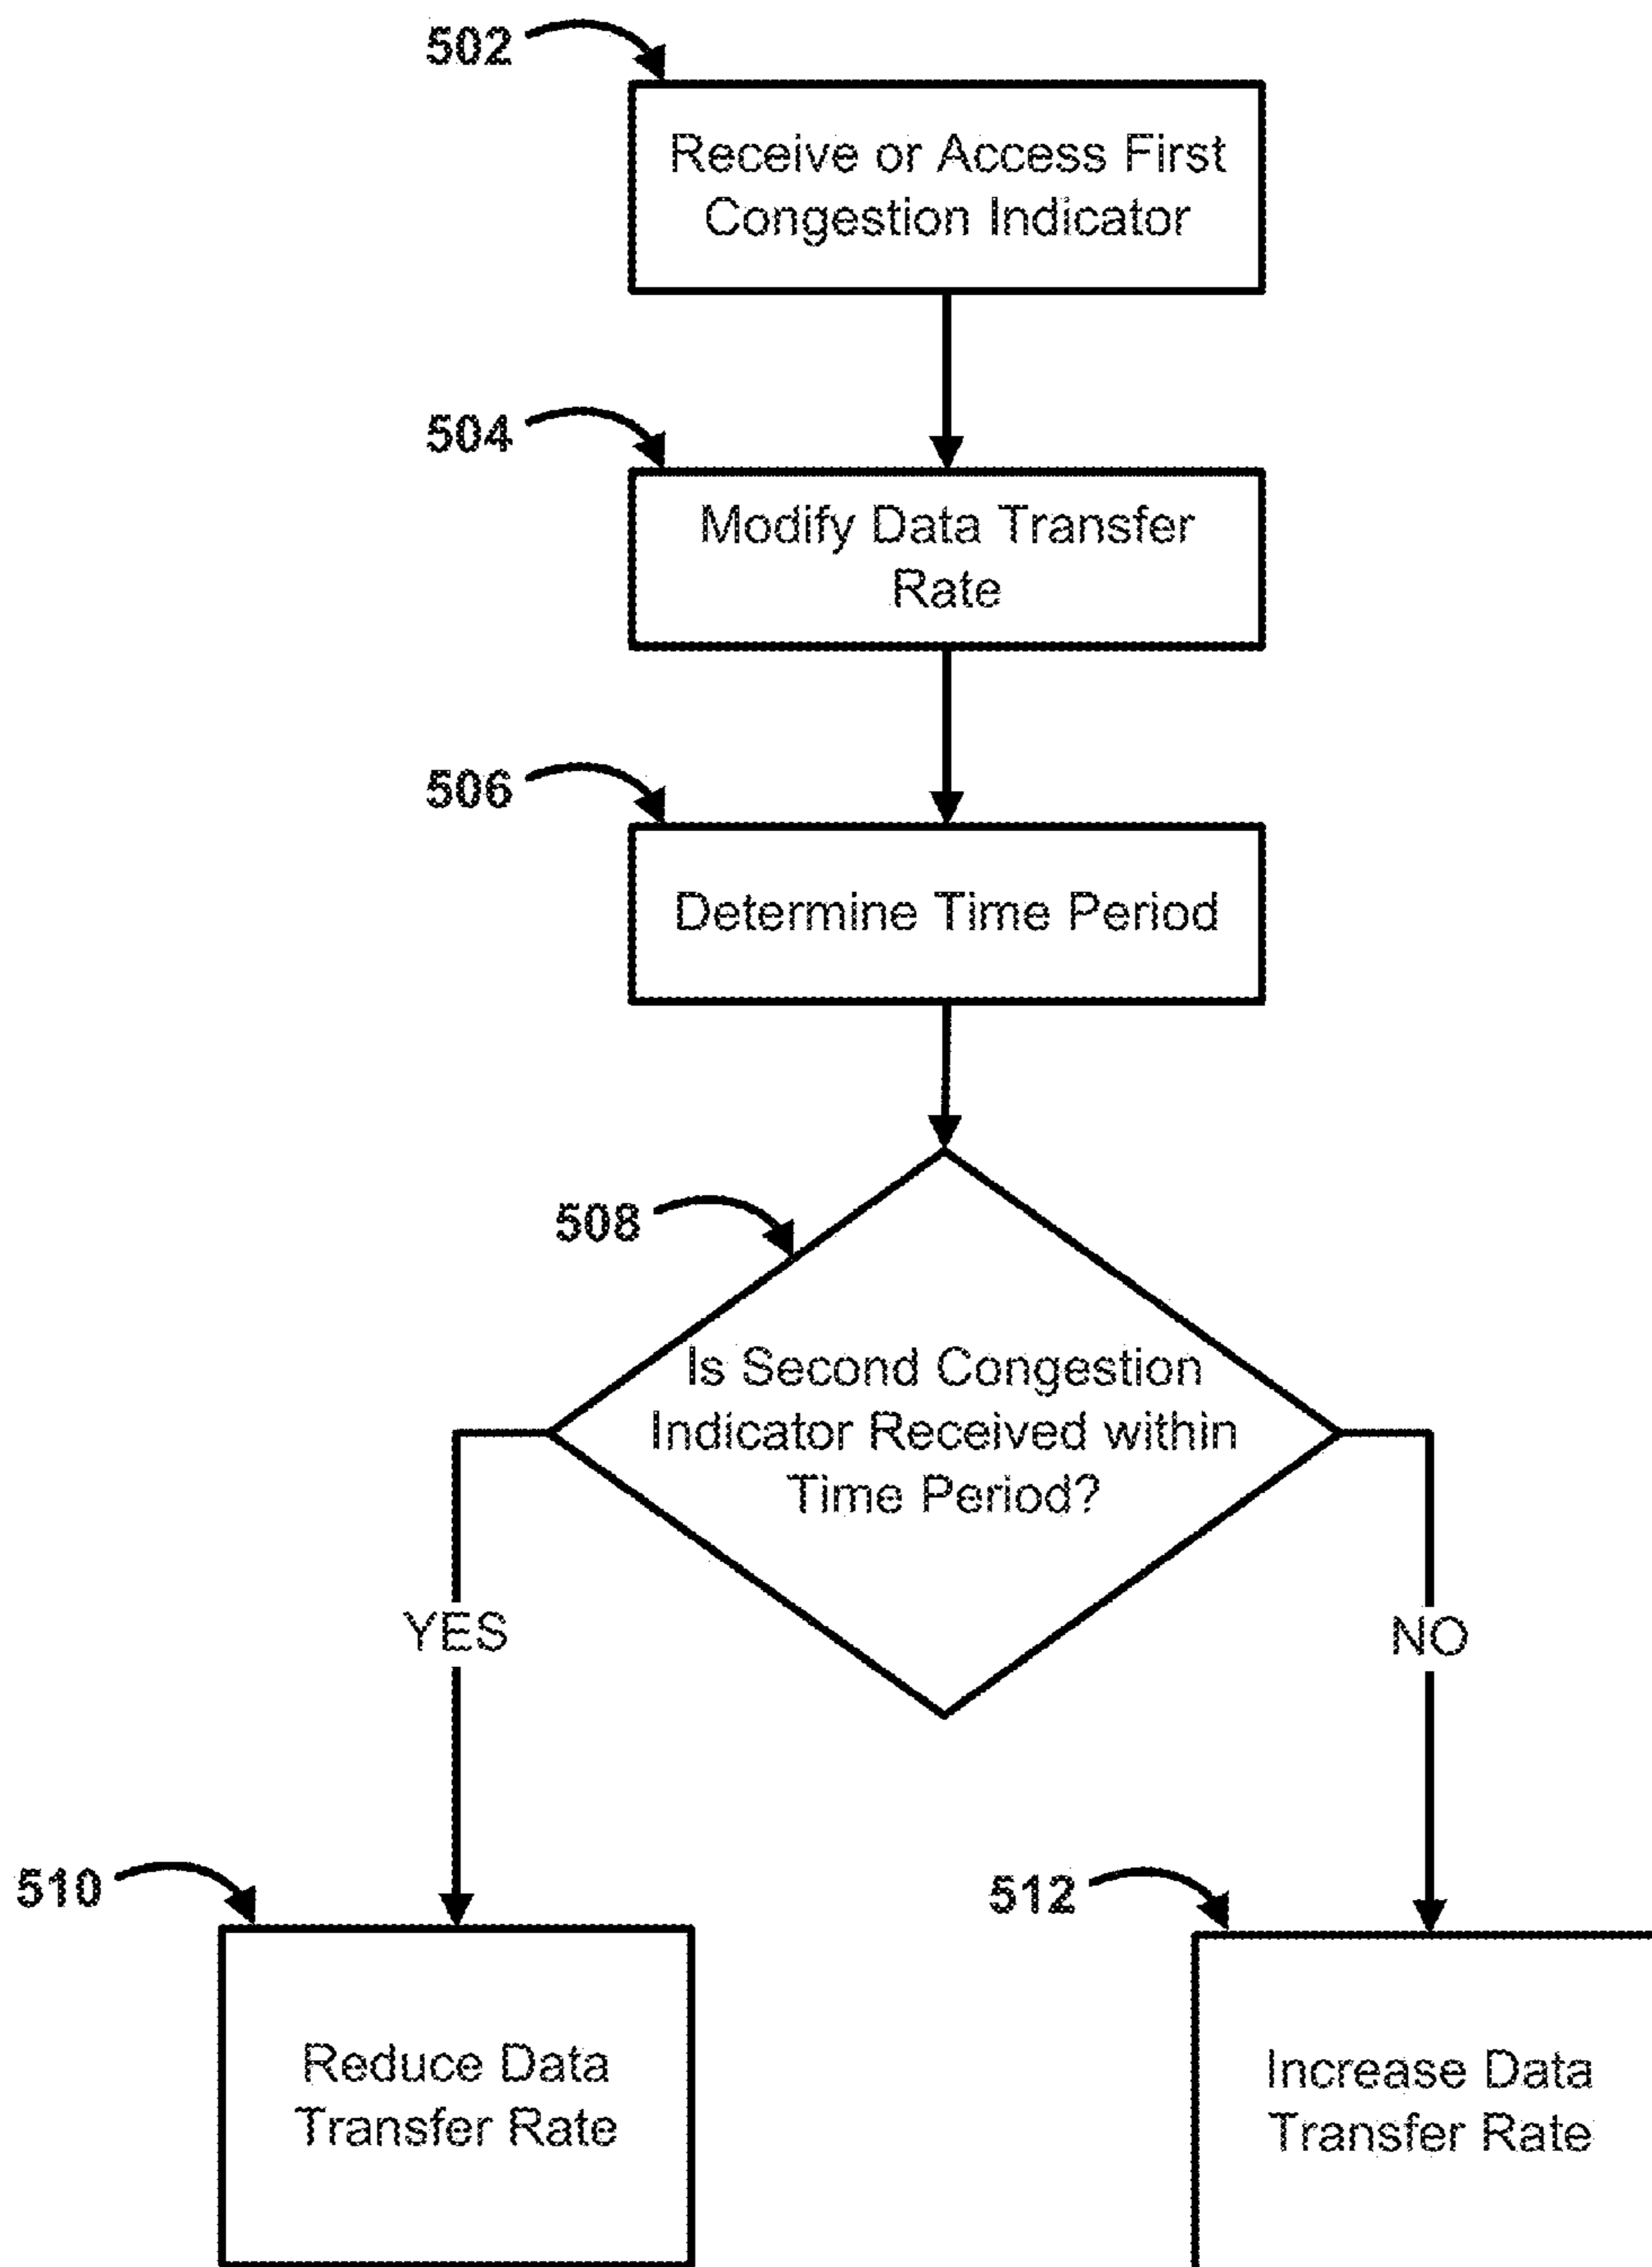 502
Receive or Access First
Congestion Indicator
504
Modify Data Transfer
Rate
506
Determine Time Period
508
Is Second Congestion
Indicator Received within
Time Period?
YES
NO
510
Reduce Data
Transfer Rate
512
Increase Data
Transfer Rate